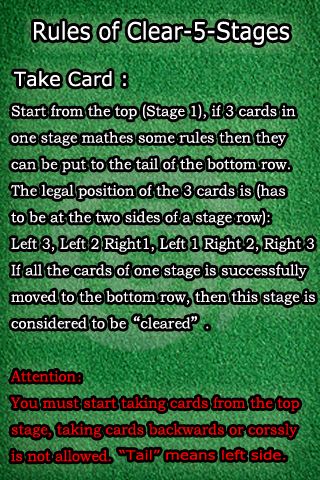 Rules of Clear-5-Stages
Take Card :
Start from the top (Stage 1), if 3 cards in
one stage mathes some rules then they
can be put to the tail of the bottom row.
The legal position of the 3 cards is (has
to be at the two sides of a stage row):
Left 3, Left 2 Right1, Left 1 Right 2, Right 3
If all the cards of one stage is successfully
moved to the bottom row, then this stage is
considered to be “cleared” .
Attention:
You must start taking cards from the top
stage, taking cards backwards or corssly
is not allowed. “Tail” means left side.